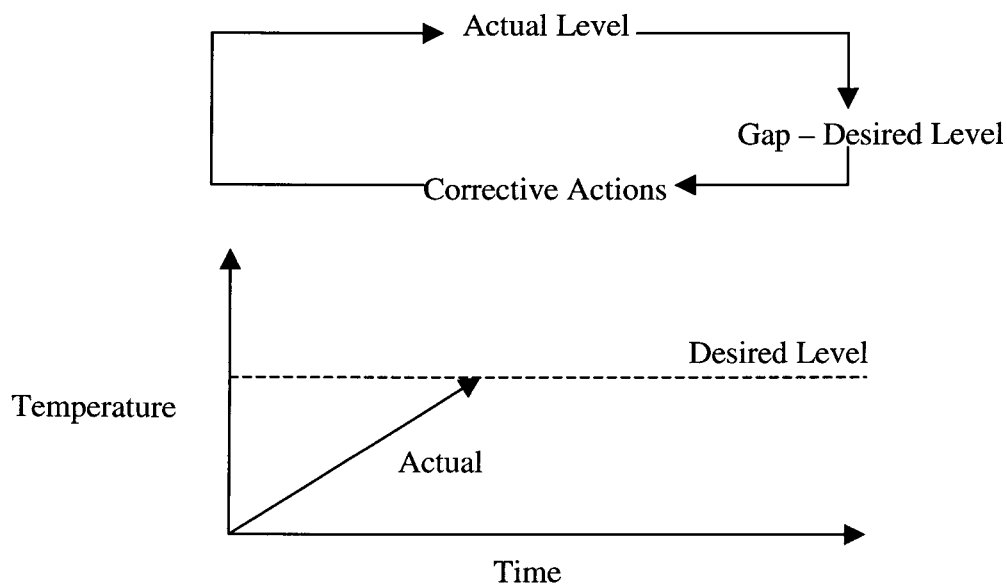 Actual Level
Gap – Desired Level
Corrective Actions
Desired Level
Temperature
Actual
Time